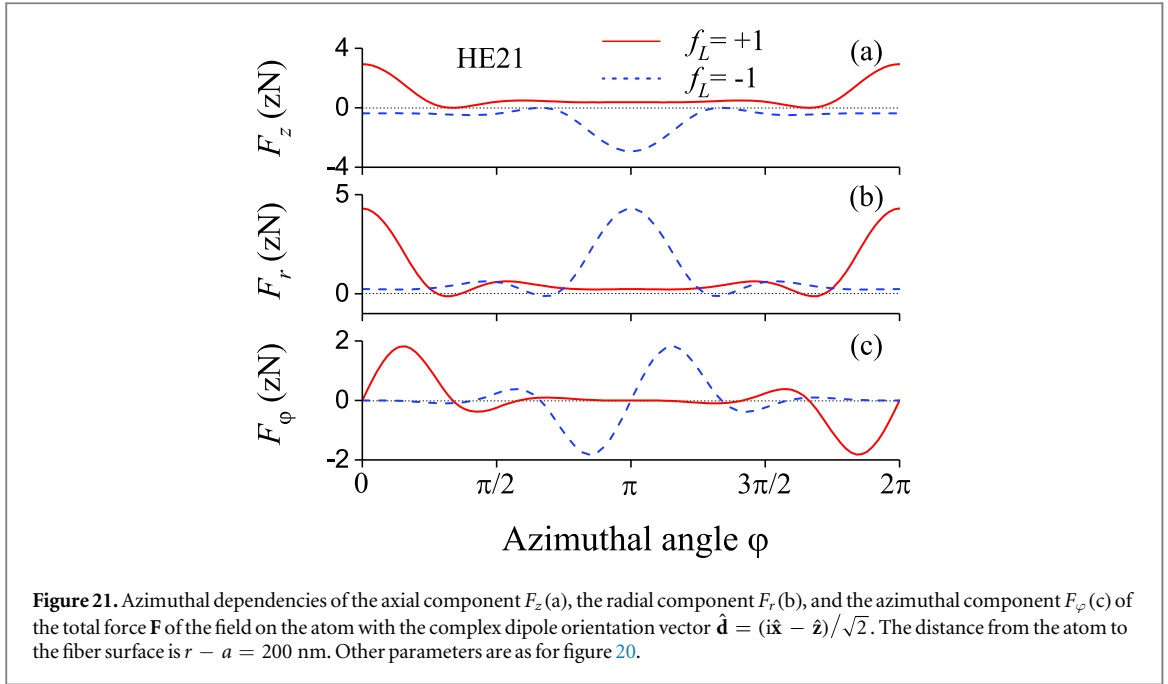 HE21
f_L= +1
f_L= -1
(a)
4
0
-4
F_z (zN)
(b)
5
0
F_r (zN)
(c)
2
0
-2
F_φ (zN)
0 π/2 π 3π/2 2π
Azimuthal angle φ
Figure 21. Azimuthal dependencies of the axial component F_z (a), the radial component F_r (b), and the azimuthal component F_φ (c) of
the total force F of the field on the atom with the complex dipole orientation vector d̂ = (ix̂ − ẑ)/√2. The distance from the atom to
the fiber surface is r − a = 200 nm. Other parameters are as for figure 20.